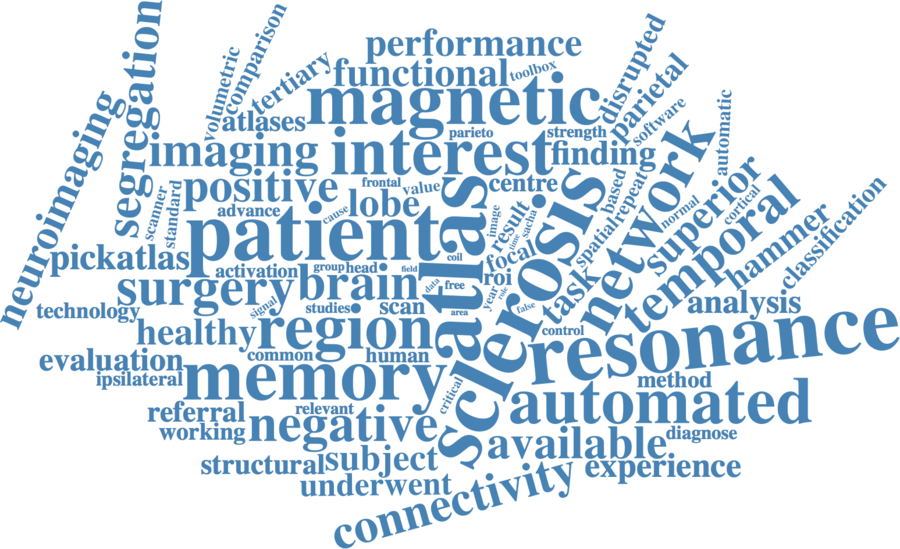 performance
functional
toolbox
magnetic
disrupted
parietal
software
automatic
segregation
neuroimaging
volumetric
comparison
tertiary
atlases
parieto
strength
imaging
interest
finding
network
positive
frontal
value
centre
lobe
scanner
standard
advance
cause
patient
atlas
image
result
time
sacha
sclerosis
based
spatial
repeat
normal
superior
cortical
temporal
hammer
classification
pickatlas
activation
group
head
field
coil
focal
roi
task
surgery
brain
data
free
year
role
false
analysis
technology
signal
studies
scan
area
control
healthy
region
resonance
evaluation
common
human
ipsilateral
memory
critical
method
automated
referral
relevant
working
negative
available
diagnose
structural
subject
experience
underwent
connectivity